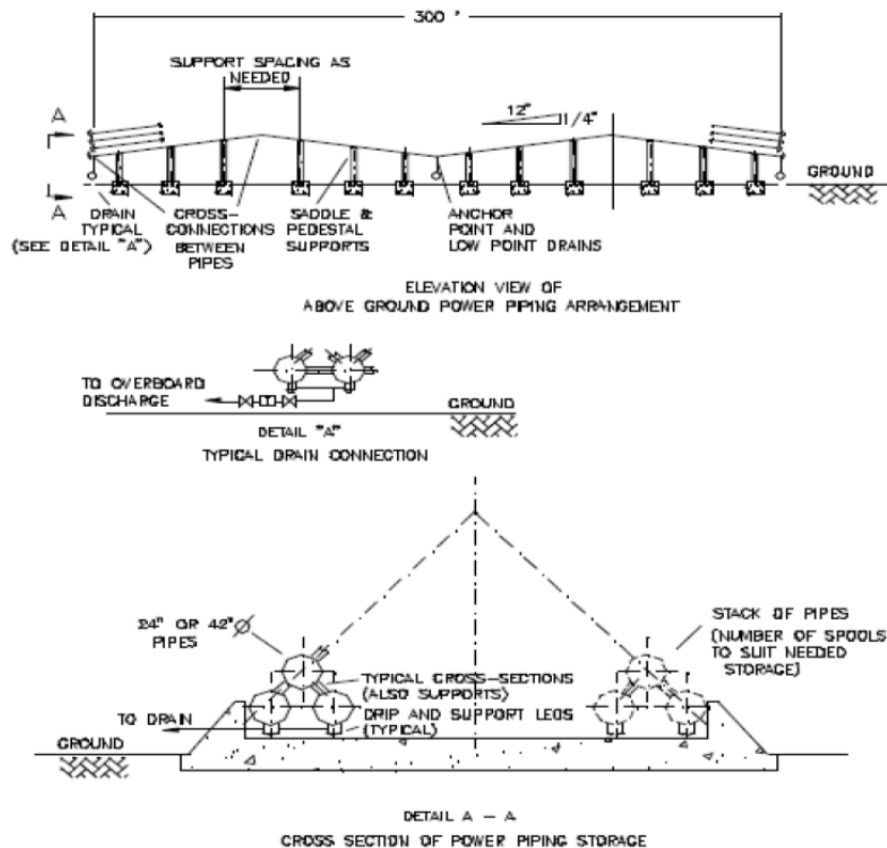 300 '
SUPPORT SPACING AS
NEEDED
A
12"
1/4"
A
GROUND
DRAIN
TYPICAL
(SEE DETAIL "A")
CROSS-
CONNECTIONS
BETWEEN
PIPES
SADDLE &
PEDESTAL
SUPPORTS
ANCHOR
POINT AND
LOW POINT DRAINS
ELEVATION VIEW OF
ABOVE GROUND POWER PIPING ARRANGEMENT
TO OVERBOARD
DISCHARGE
GROUND
DETAIL "A"
TYPICAL DRAIN CONNECTION
24" OR 42" Ø
PIPES
STACK OF PIPES
(NUMBER OF SPOOLS
TO SUIT NEEDED
STORAGE)
TYPICAL CROSS-SECTIONS
(ALSO SUPPORTS)
DRIP AND SUPPORT LEGS
(TYPICAL)
TO DRAIN
GROUND
DETAIL A - A
CROSS SECTION OF POWER PIPING STORAGE